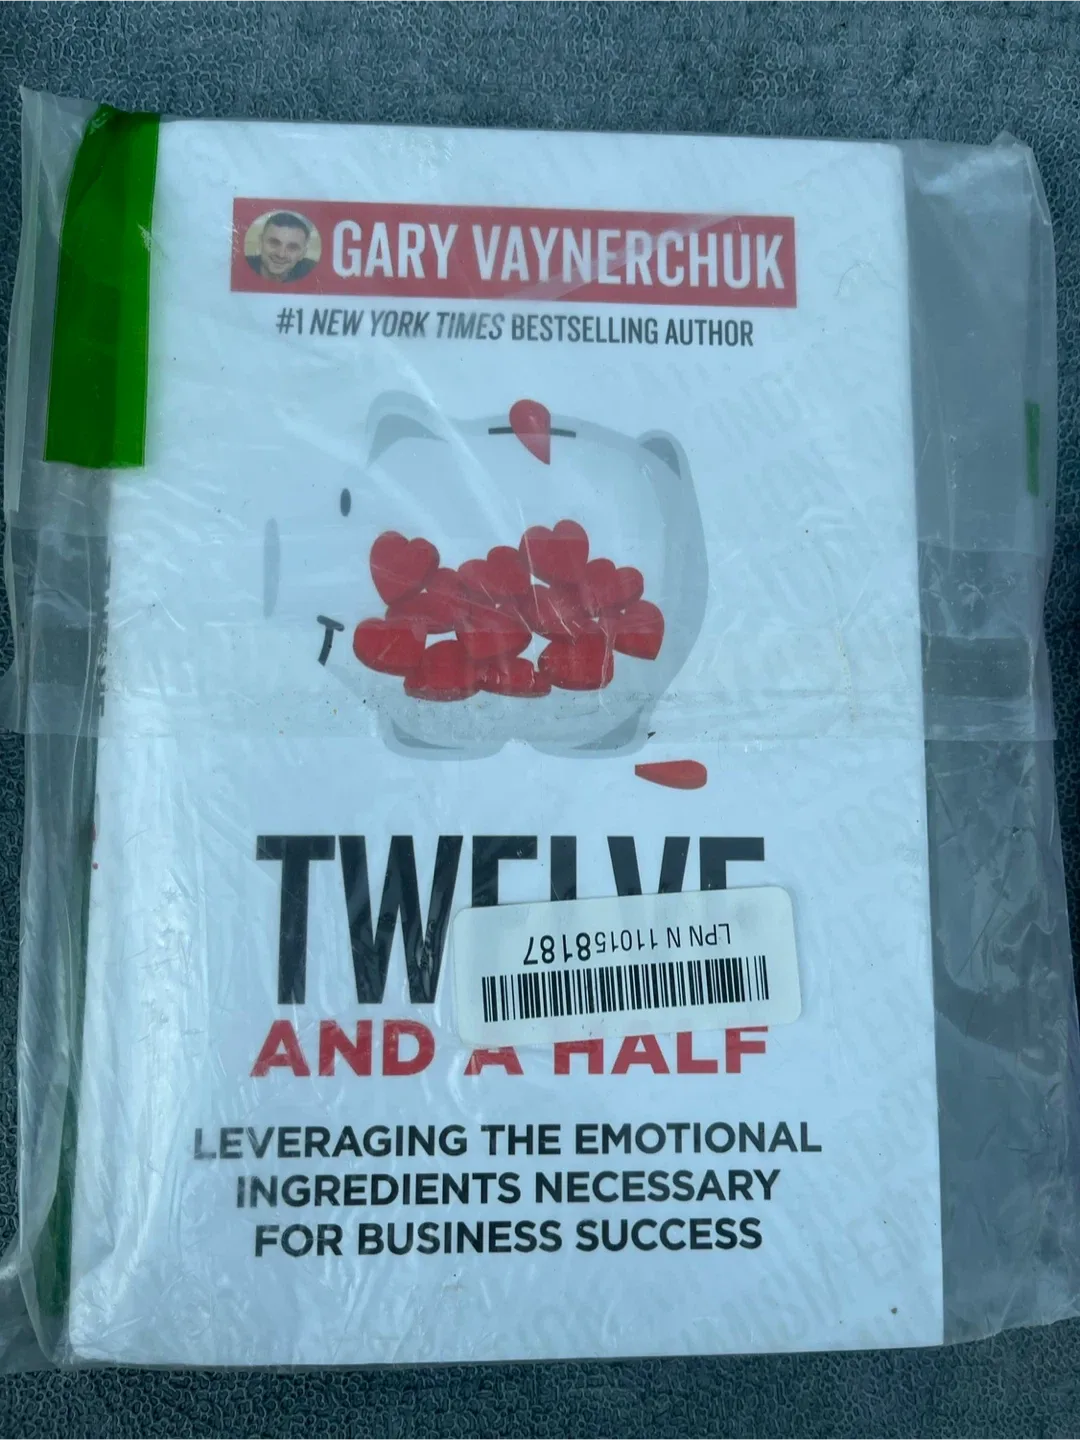 GARY VAYNERCHUK
#1 NEW YORK TIMES BESTSELLING AUTHOR
TWELVE
LPN N 110158187
AND A HALF
LEVERAGING THE EMOTIONAL
INGREDIENTS NECESSARY
FOR BUSINESS SUCCESS